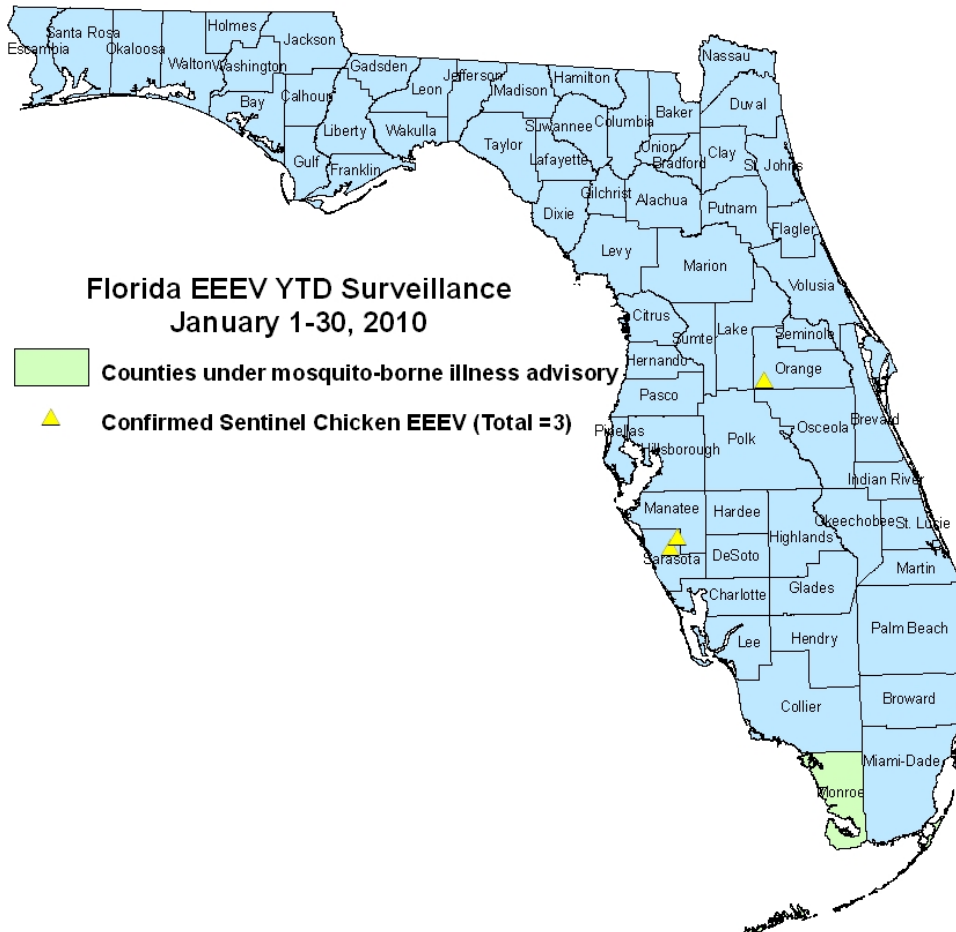 Holmes
Santa Rosa
Jackson
Escambia
Okaloosa
Walton
Washington
Nassau
Gadsden
Jefferson
Hamilton
Leon
Madison
Bay
Calhoun
Baker
Duval
Liberty
Wakulla
Suwannee
Columbia
Taylor
Union
Clay
Gulf
Franklin
Lafayette
Bradford
St. Johns
Gilchrist
Alachua
Putnam
Dixie
Flagler
Levy
Marion
Volusia
Florida EEEV YTD Surveillance
January 1-30, 2010
Citrus
Sumte
Lake
Seminole
Hernando
Orange
Counties under mosquito-borne illness advisory
Pasco
Confirmed Sentinel Chicken EEEV (Total =3)
Pinellas
Hillsborough
Polk
Osceola
Brevard
Indian River
Manatee
Hardee
Highlands
Okeechobee
St. Lucie
Sarasota
DeSoto
Martin
Charlotte
Glades
Lee
Hendry
Palm Beach
Collier
Broward
Miami-Dade
Monroe